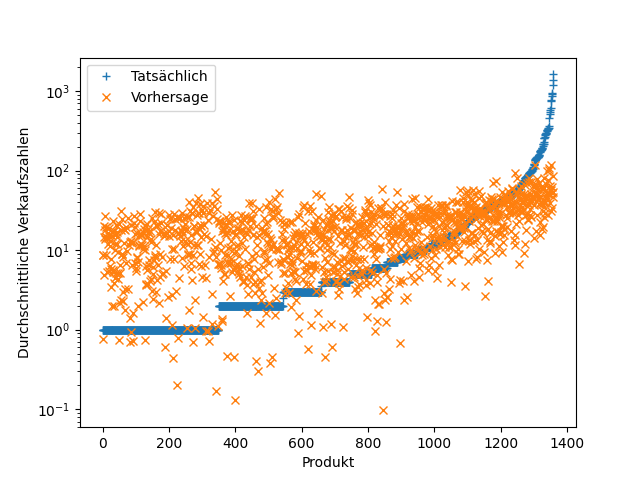 Tatsächlich
Vorhersage
Durchschnittliche Verkaufszahlen
10³
10²
10¹
10⁰
10⁻¹
0 200 400 600 800 1000 1200 1400
Produkt